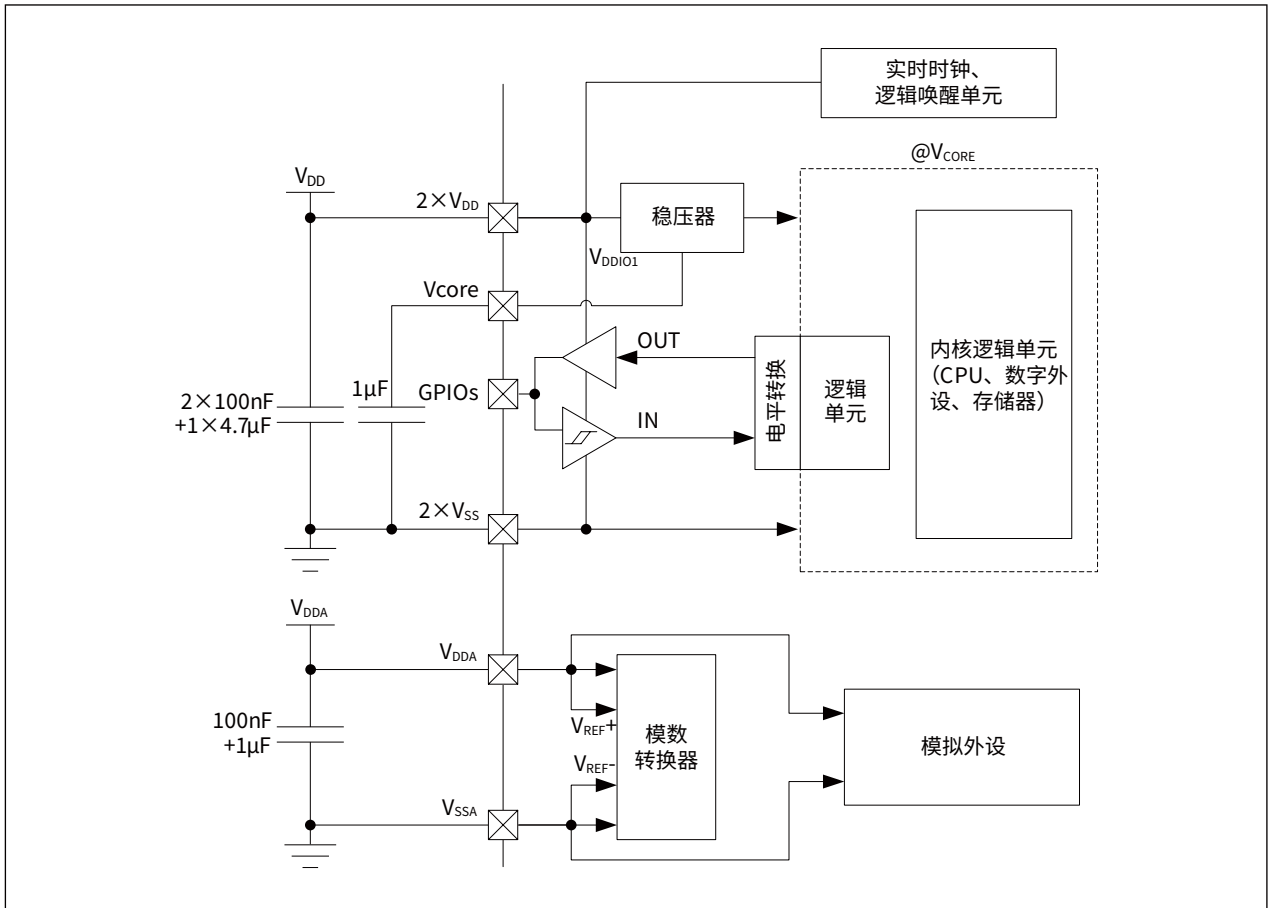 实时时钟、
逻辑唤醒单元
@VCORE
VDD
2×VDD
稳压器
VDDIO1
Vcore
OUT
1μF
GPIOs
2×100nF
+1×4.7μF
IN
电平转换
逻辑
单元
内核逻辑单元
（CPU、数字外
设、存储器）
2×VSS
VDDA
VDDA
100nF
+1μF
VREF+
VREF-
模数
转换器
模拟外设
VSSA